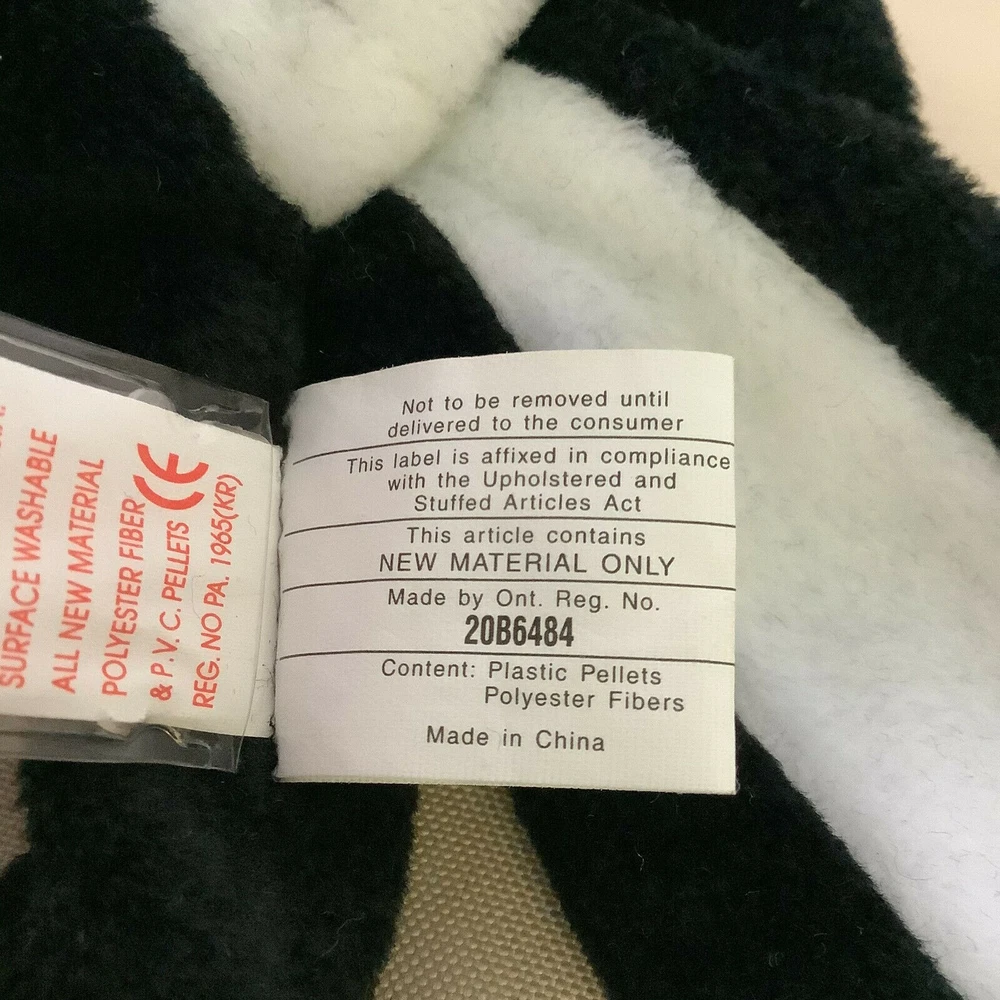 SURFACE WASHABLE
ALL NEW MATERIAL
POLYESTER FIBER
& P.V.C. PELLETS CE
REG. NO PA. 1965(KR)
Not to be removed until
delivered to the consumer
This label is affixed in compliance
with the Upholstered and
Stuffed Articles Act
This article contains
NEW MATERIAL ONLY
Made by Ont. Reg. No.
20B6484
Content: Plastic Pellets
Polyester Fibers
Made in China